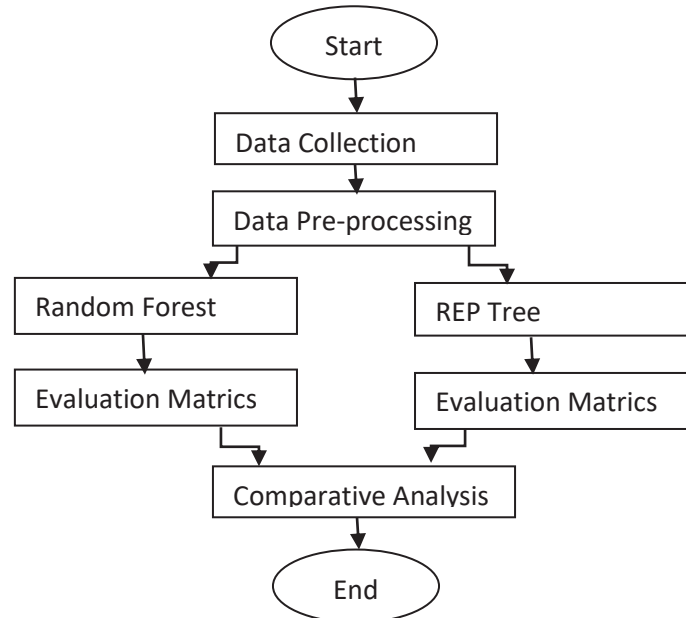 Start
Data Collection
Data Pre-processing
Random Forest
REP Tree
Evaluation Matrics
Evaluation Matrics
Comparative Analysis
End